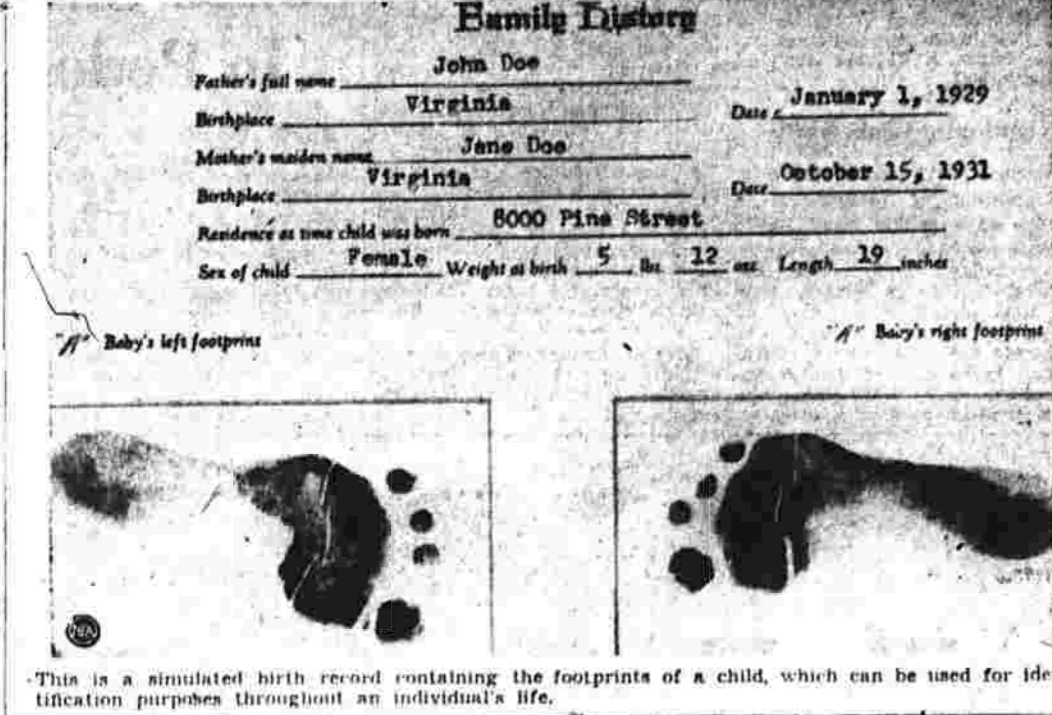 Family History
Father's full name John Doe
Birthplace Virginia Date January 1, 1929
Mother's maiden name Jane Doe
Birthplace Virginia Date October 15, 1931
Residence at time child was born 8000 Pine Street
Sex of child Female Weight at birth 5 lbs. 12 ozs. Length 19 inches
"A" Baby's left footprint "A" Baby's right footprint
NEA
-This is a simulated birth record containing the footprints of a child, which can be used for ide
tification purposes throughout an individual's life.